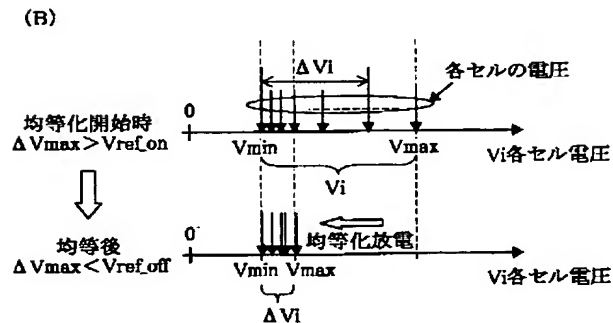 (B)
ΔVi
各セルの電圧
0
均等化開始時
ΔVmax>Vref_on
Vmin
Vmax
Vi各セル電圧
Vi
0
均等化放電
均等後
ΔVmax<Vref_off
Vmin
Vmax
Vi各セル電圧
ΔVi